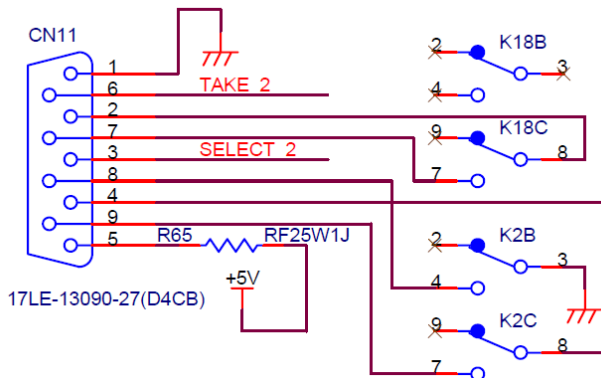 CN11
1
6 TAKE 2
2
7
3 SELECT 2
8
4
9
5 R65 RF25W1J
+5V
17LE-13090-27(D4CB)
2 K18B
3
4
9 K18C
8
7
2 K2B
3
4
9 K2C
8
7